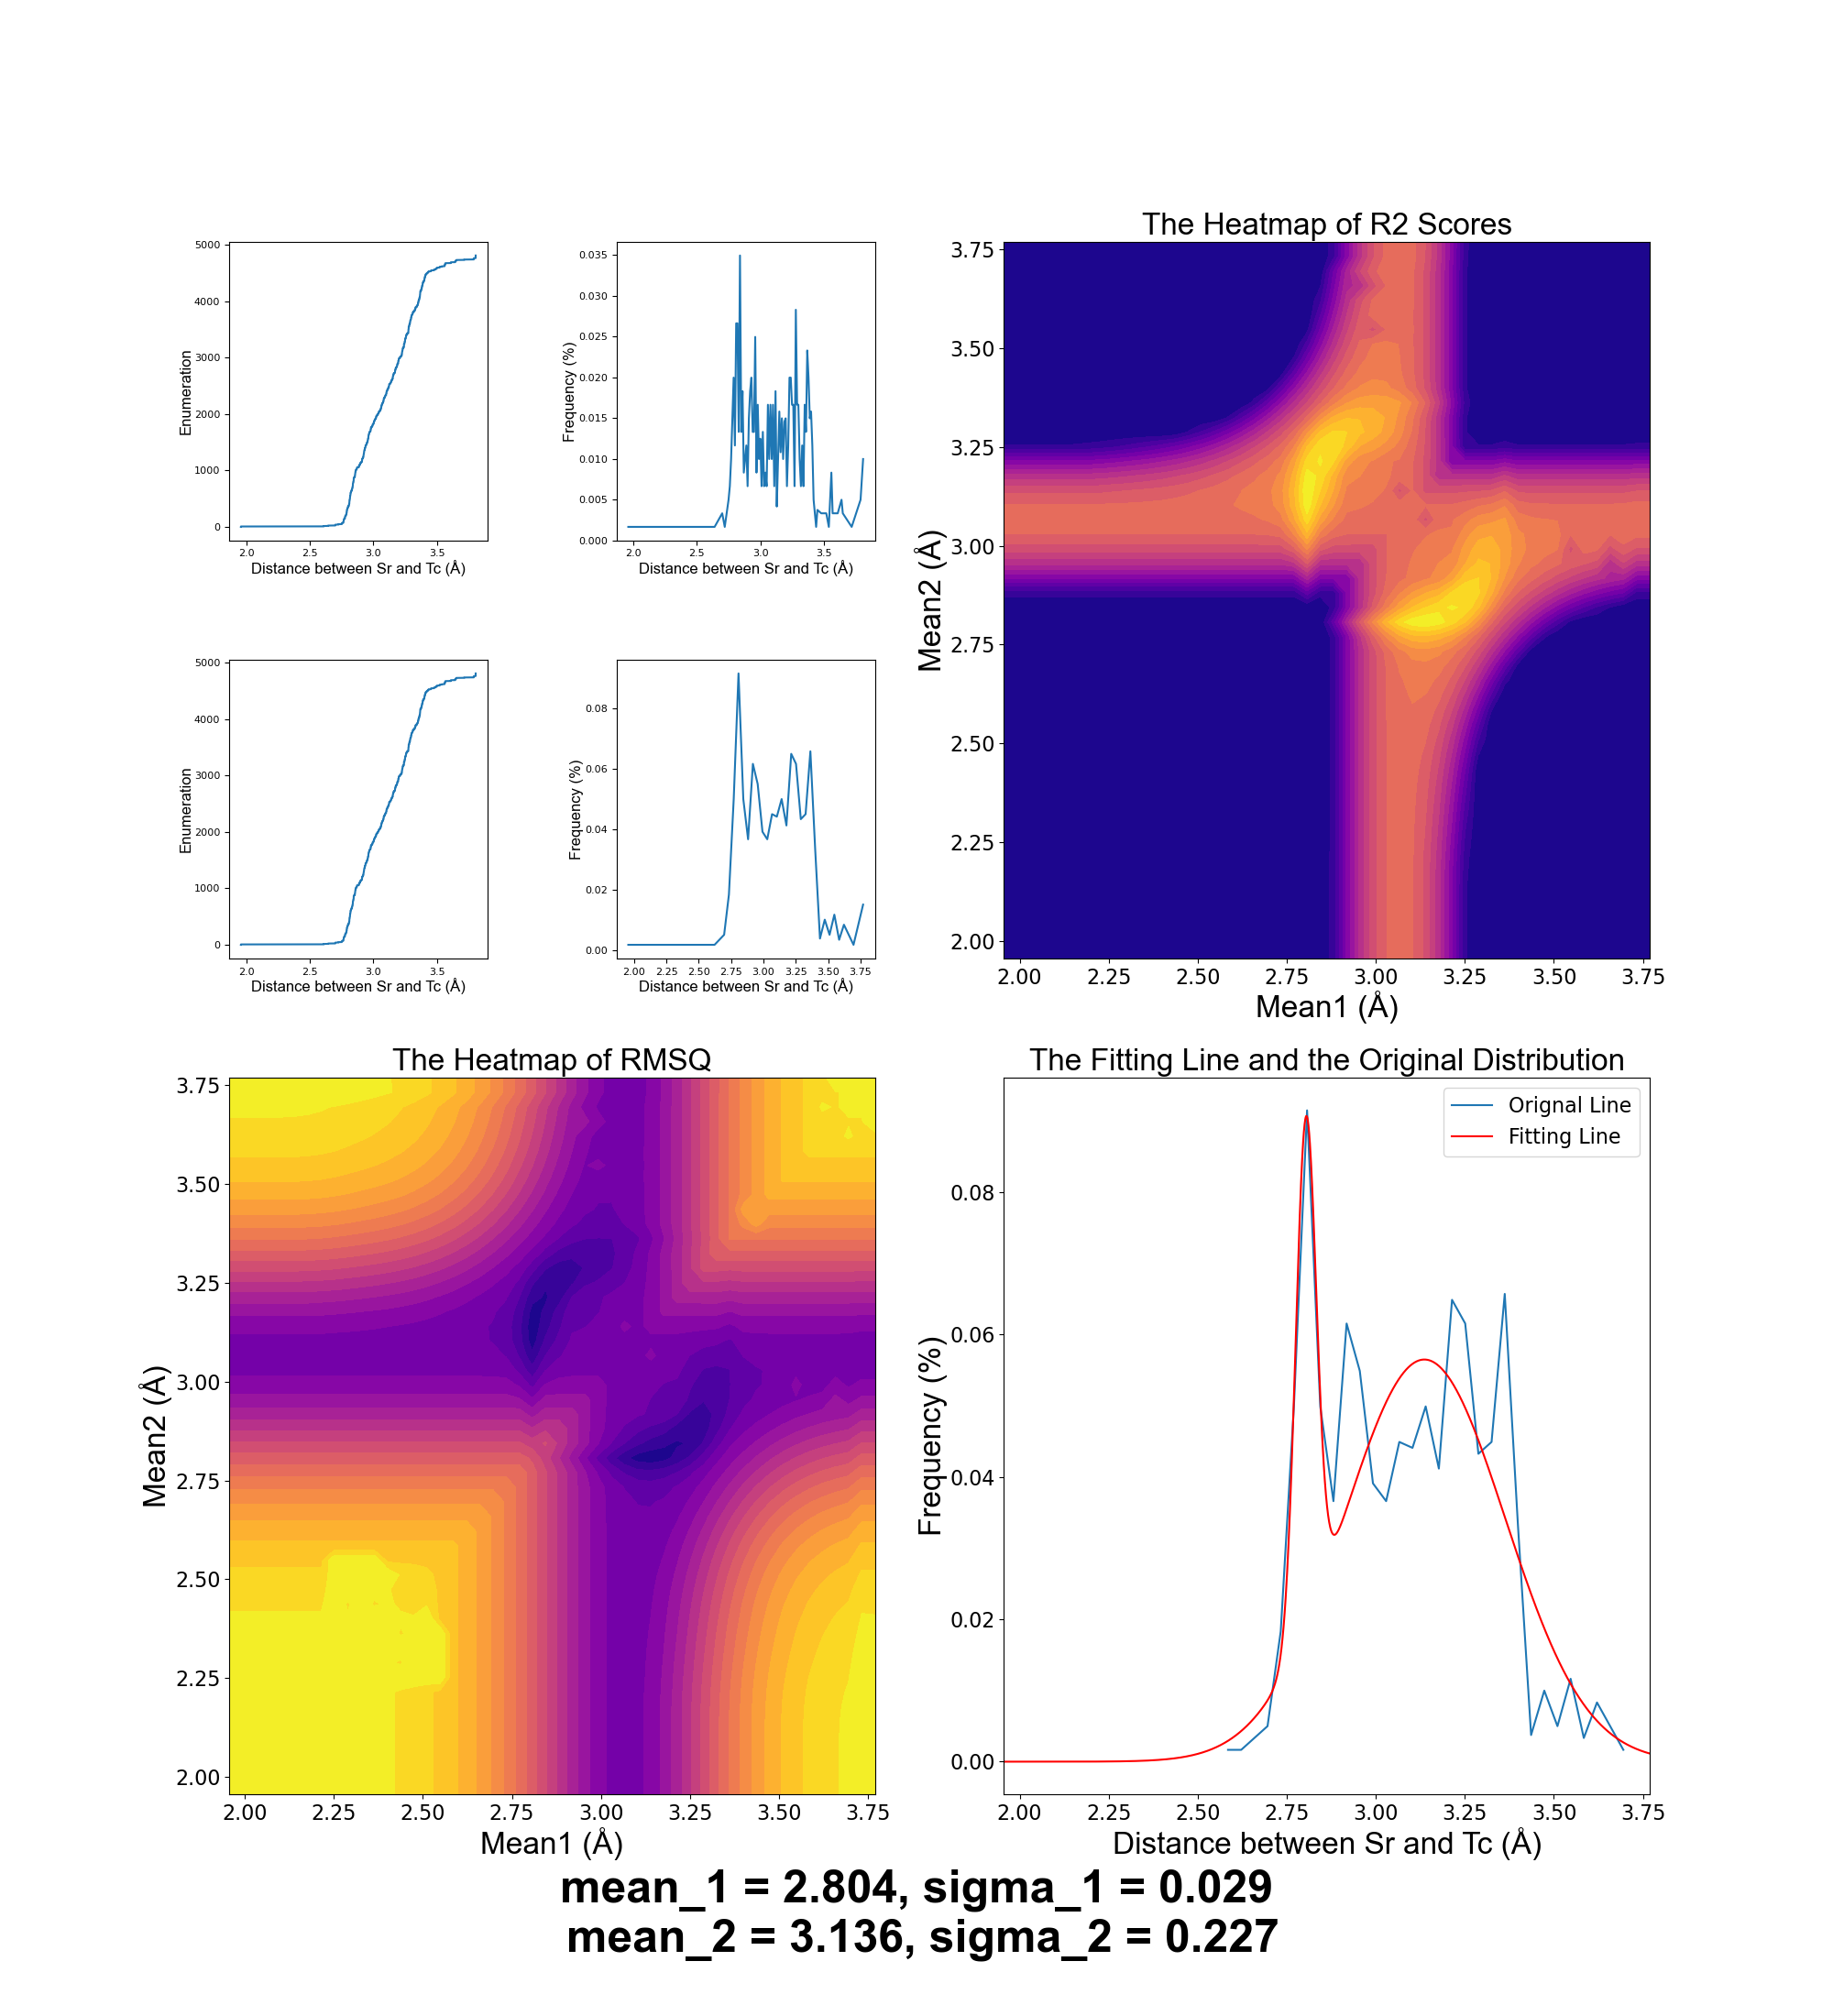 5000
4000
3000
2000
1000
0
2.0 2.5 3.0 3.5
Enumeration
Distance between Sr and Tc (Å)
0.035
0.030
0.025
0.020
0.015
0.010
0.005
0.000
2.0 2.5 3.0 3.5
Frequency (%)
Distance between Sr and Tc (Å)
The Heatmap of R2 Scores
3.75
3.50
3.25
3.00
2.75
2.50
2.25
2.00
2.00 2.25 2.50 2.75 3.00 3.25 3.50 3.75
Mean2 (Å)
Mean1 (Å)
5000
4000
3000
2000
1000
0
2.0 2.5 3.0 3.5
Enumeration
Distance between Sr and Tc (Å)
0.08
0.06
0.04
0.02
0.00
2.00 2.25 2.50 2.75 3.00 3.25 3.50 3.75
Frequency (%)
Distance between Sr and Tc (Å)
The Heatmap of RMSQ
3.75
3.50
3.25
3.00
2.75
2.50
2.25
2.00
2.00 2.25 2.50 2.75 3.00 3.25 3.50 3.75
Mean2 (Å)
Mean1 (Å)
The Fitting Line and the Original Distribution
Orignal Line
Fitting Line
0.08
0.06
0.04
0.02
0.00
2.00 2.25 2.50 2.75 3.00 3.25 3.50 3.75
Frequency (%)
Distance between Sr and Tc (Å)
mean_1 = 2.804, sigma_1 = 0.029
mean_2 = 3.136, sigma_2 = 0.227